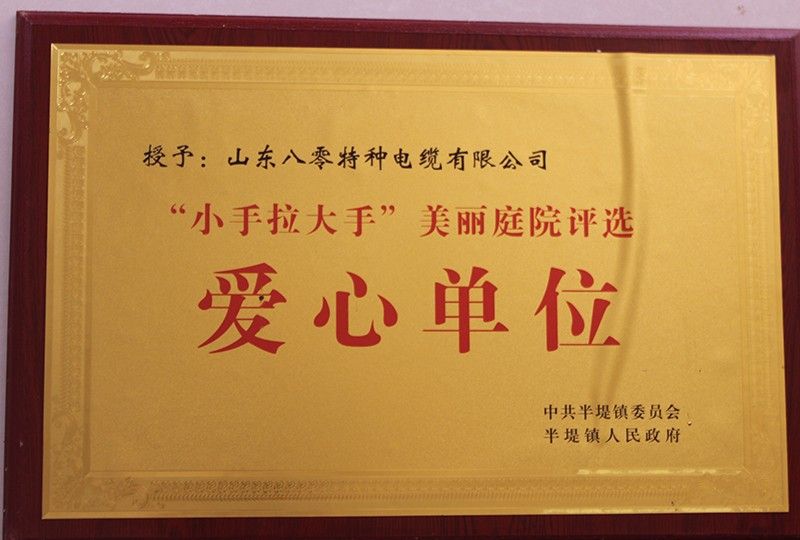 授予：山东八零特种电缆有限公司
“小手拉大手”美丽庭院评选
爱心单位
中共半堤镇委员会
半堤镇人民政府